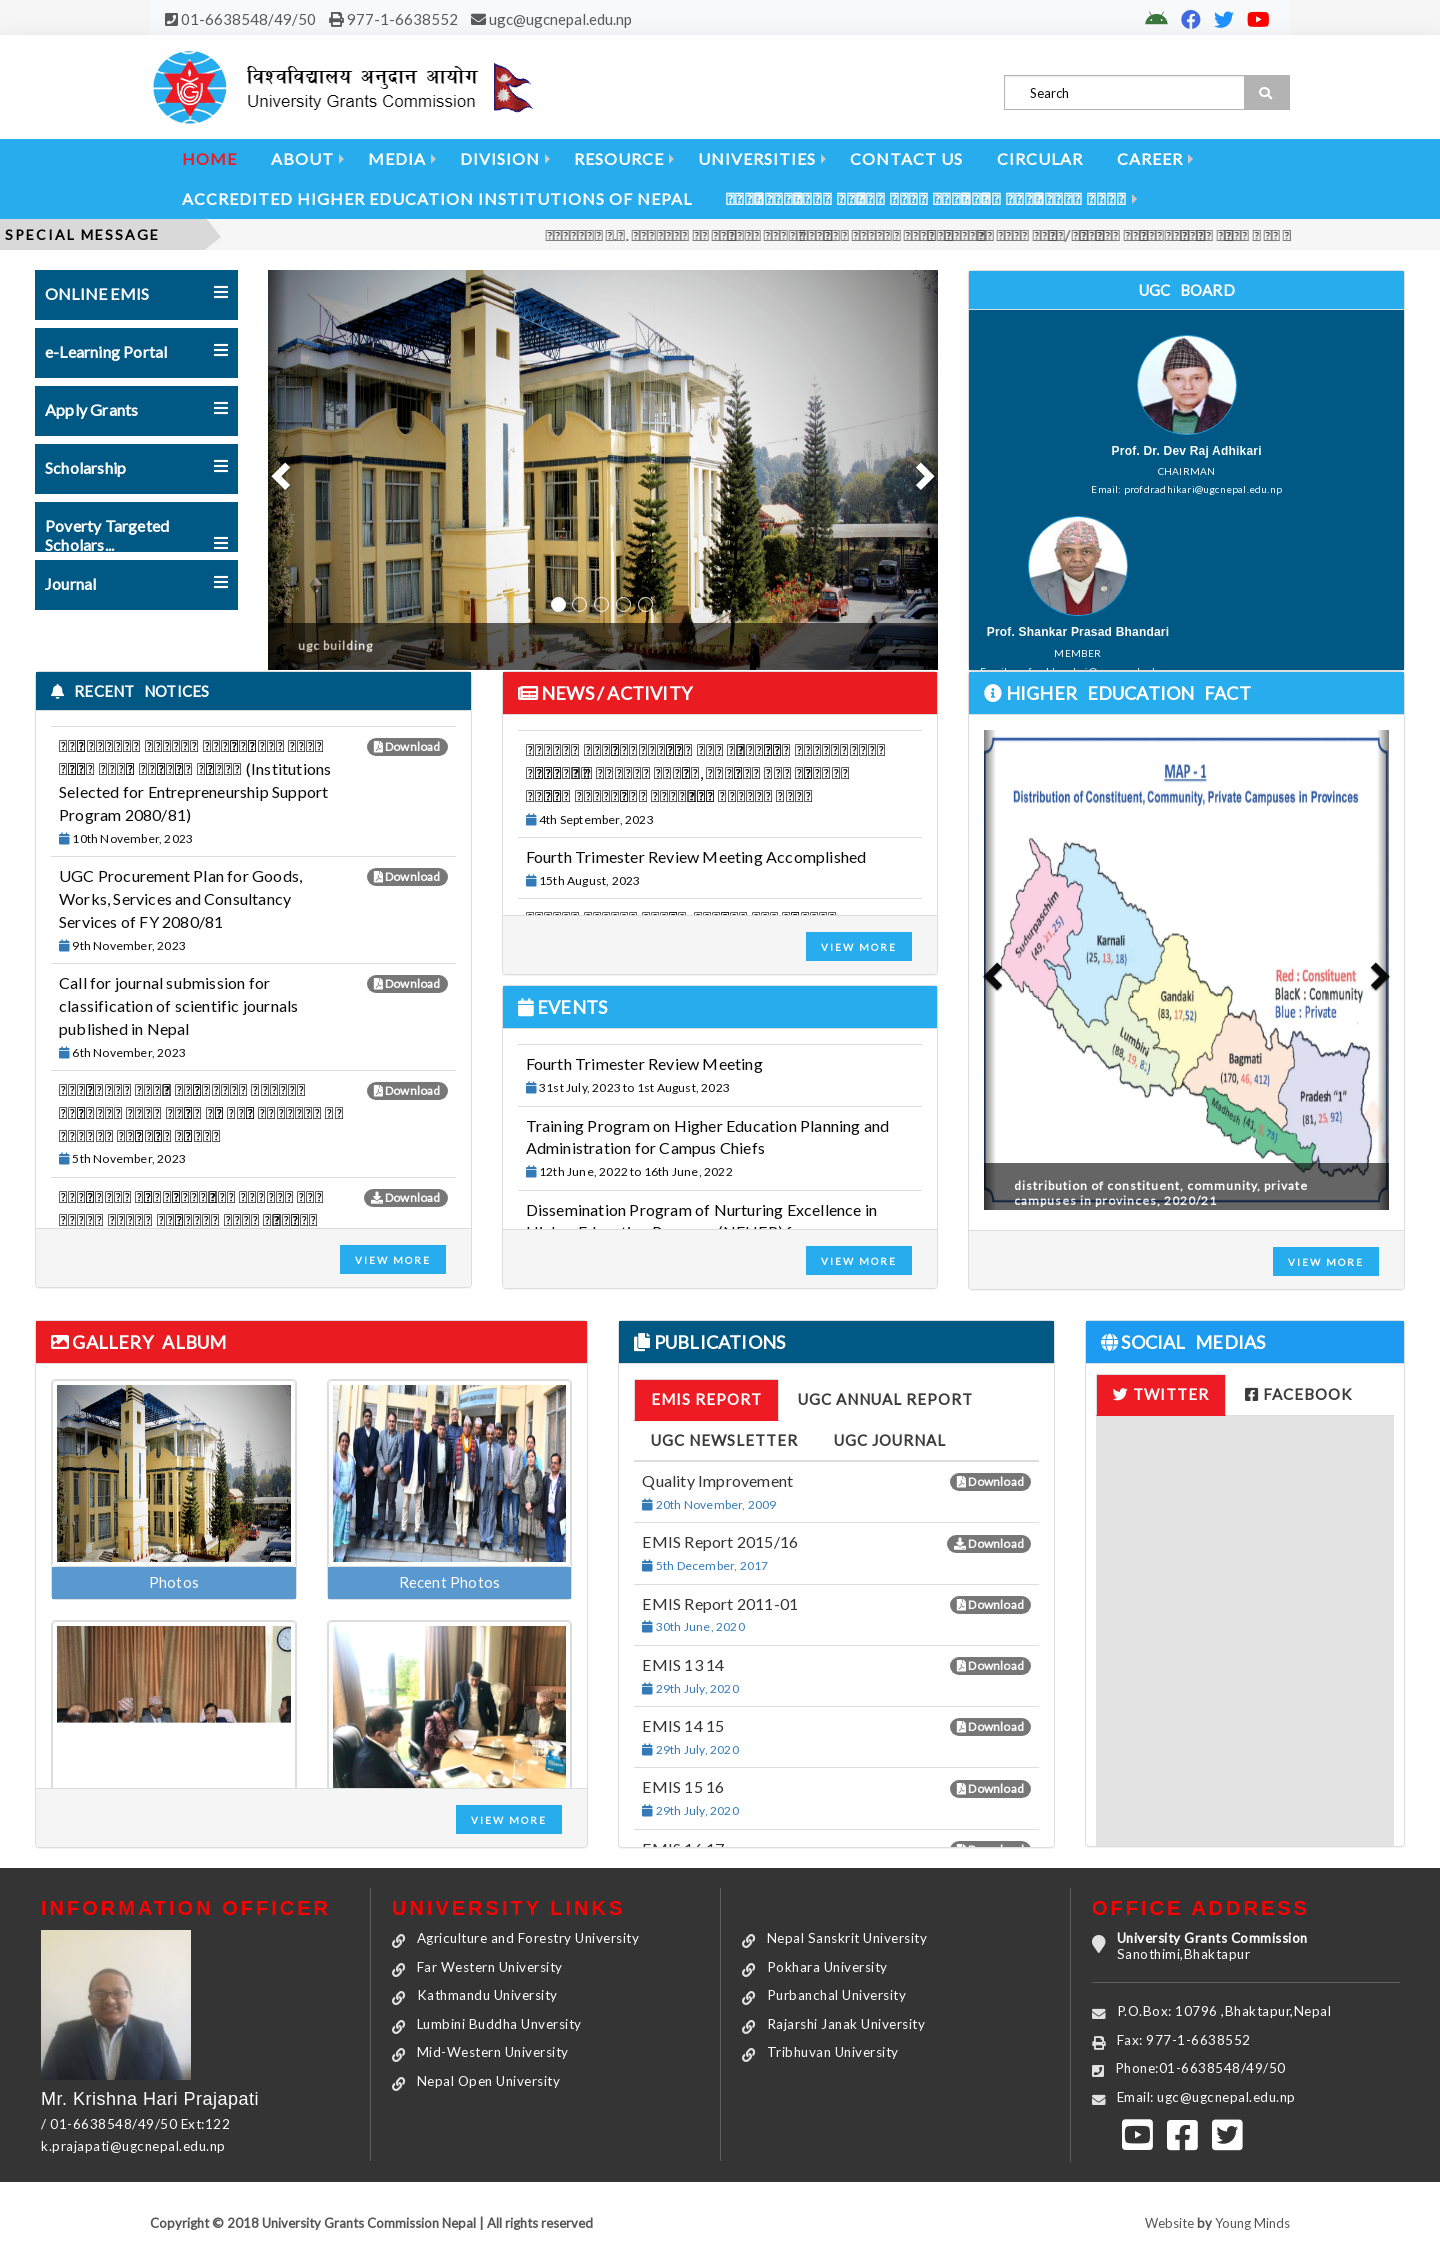 01-6638548/49/50 977-1-6638552 ugc@ugcnepal.edu.np
विश्वविद्यालय अनुदान आयोग
University Grants Commission
Search
HOME ABOUT MEDIA DIVISION RESOURCE UNIVERSITIES CONTACT US CIRCULAR CAREER
ACCREDITED HIGHER EDUCATION INSTITUTIONS OF NEPAL
SPECIAL MESSAGE
ONLINE EMIS
e-Learning Portal
Apply Grants
Scholarship
Poverty Targeted
Scholars...
Journal
ugc building
UGC BOARD
Prof. Dr. Dev Raj Adhikari
CHAIRMAN
Email: profdradhikari@ugcnepal.edu.np
Prof. Shankar Prasad Bhandari
MEMBER
RECENT NOTICES
(Institutions
Selected for Entrepreneurship Support
Program 2080/81)
Download
10th November, 2023
UGC Procurement Plan for Goods,
Works, Services and Consultancy
Services of FY 2080/81
Download
9th November, 2023
Call for journal submission for
classification of scientific journals
published in Nepal
Download
6th November, 2023
Download
5th November, 2023
Download
VIEW MORE
NEWS / ACTIVITY
4th September, 2023
Fourth Trimester Review Meeting Accomplished
15th August, 2023
VIEW MORE
EVENTS
Fourth Trimester Review Meeting
31st July, 2023 to 1st August, 2023
Training Program on Higher Education Planning and
Administration for Campus Chiefs
12th June, 2022 to 16th June, 2022
Dissemination Program of Nurturing Excellence in
VIEW MORE
HIGHER EDUCATION FACT
MAP - 1
Distribution of Constituent, Community, Private Campuses in Provinces
Sudurpaschim
(49, 21,25)
Karnali
(25, 13, 18)
Gandaki
(83, 17,52)
Lumbini
(88, 19, 81)
Bagmati
(170, 46, 412)
Madhesh (41, 8, 75)
Pradesh "1"
(81, 25, 92)
Red : Constituent
BlacK : Community
Blue : Private
distribution of constituent, community, private
campuses in provinces, 2020/21
VIEW MORE
GALLERY ALBUM
Photos
Recent Photos
VIEW MORE
PUBLICATIONS
EMIS REPORT UGC ANNUAL REPORT
UGC NEWSLETTER UGC JOURNAL
Quality Improvement Download
20th November, 2009
EMIS Report 2015/16 Download
5th December, 2017
EMIS Report 2011-01 Download
30th June, 2020
EMIS 13 14 Download
29th July, 2020
EMIS 14 15 Download
29th July, 2020
EMIS 15 16 Download
29th July, 2020
EMIS 16 17 Download
SOCIAL MEDIAS
TWITTER FACEBOOK
INFORMATION OFFICER
Mr. Krishna Hari Prajapati
/ 01-6638548/49/50 Ext:122
k.prajapati@ugcnepal.edu.np
UNIVERSITY LINKS
Agriculture and Forestry University
Far Western University
Kathmandu University
Lumbini Buddha Unversity
Mid-Western University
Nepal Open University
Nepal Sanskrit University
Pokhara University
Purbanchal University
Rajarshi Janak University
Tribhuvan University
OFFICE ADDRESS
University Grants Commission
Sanothimi,Bhaktapur
P.O.Box: 10796 ,Bhaktapur,Nepal
Fax: 977-1-6638552
Phone:01-6638548/49/50
Email: ugc@ugcnepal.edu.np
Copyright © 2018 University Grants Commission Nepal | All rights reserved
Website by Young Minds